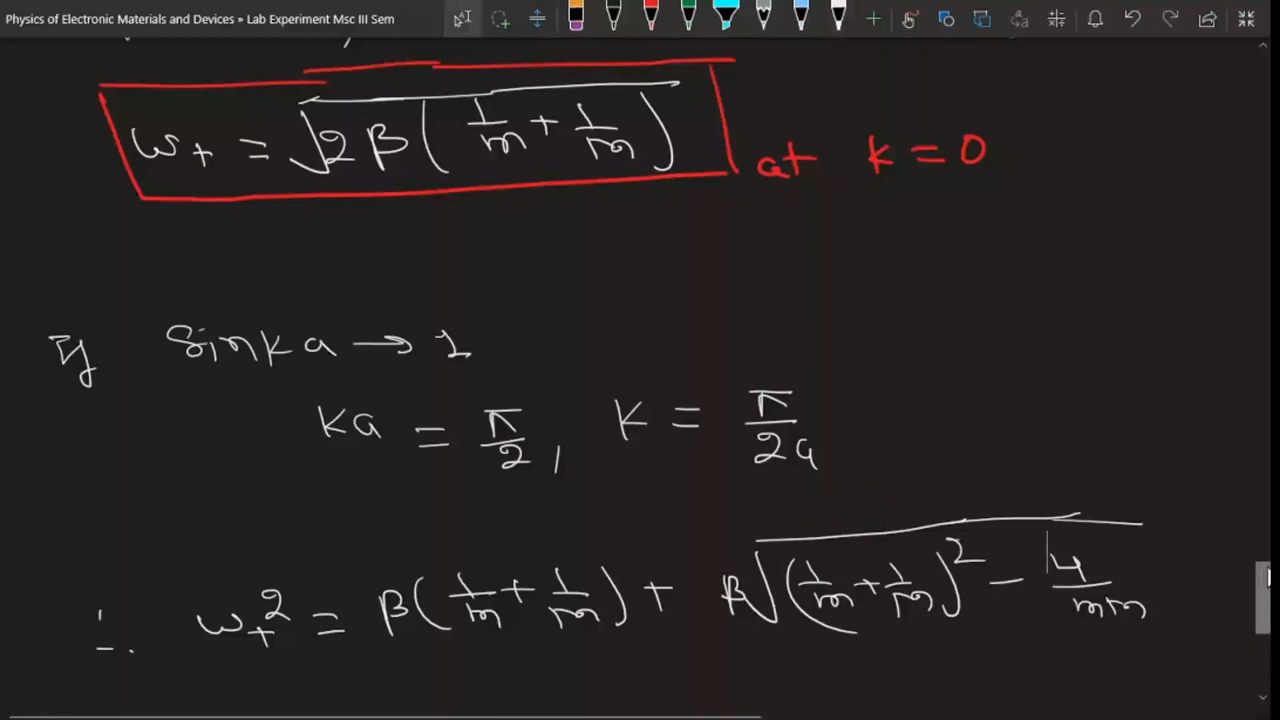 Physics of Electronic Materials and Devices » Lab Experiment Msc III Sem
ω₊ = √2β(1/m + 1/m) at k = 0
If Sin ka → 1
ka = π/2, k = π/2a
∴ ω₊² = β(1/m + 1/m) + β√(1/m + 1/m)² − 4/mm